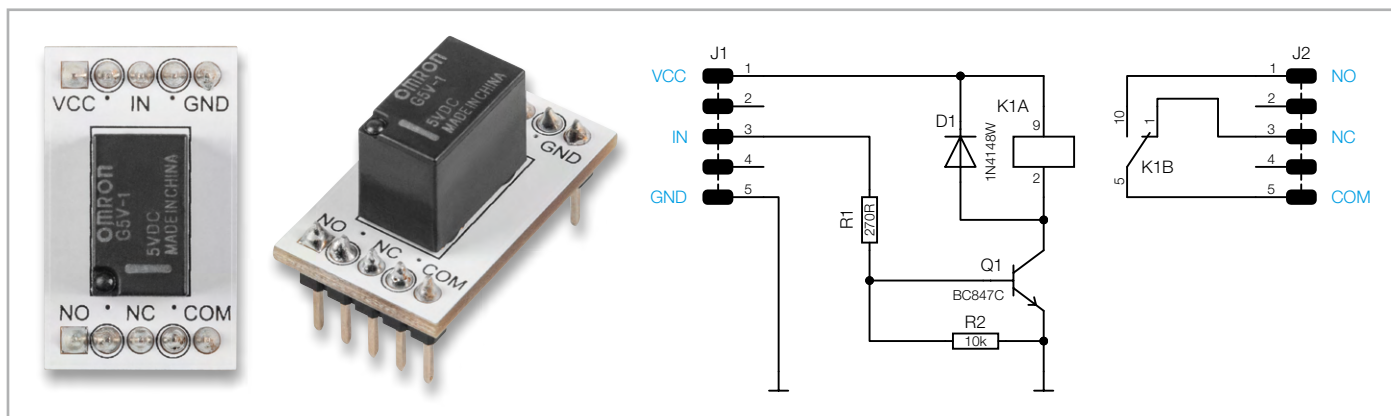 VCC IN GND
OMRON
G5V-1
5VDC
MADE IN CHINA
NO NC COM
OMRON
G5V-1
5VDC
MADE IN CHINA
GND
NO NC COM
J1
VCC 1
2
IN 3
4
GND 5
R1
270R
D1
1N4148W
K1A
9
2
Q1
BC847C
R2
10k
J2
1 NO
2
3 NC
4
5 COM
10
1
K1B
5